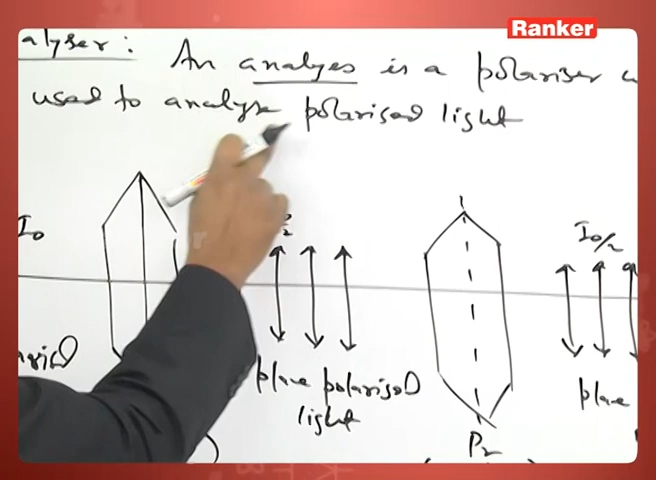 Ranker
alyser: An analyes is a polariser
used to analyse polarised light
I₀
I₀/2
plane polarised
light
P₂
plane